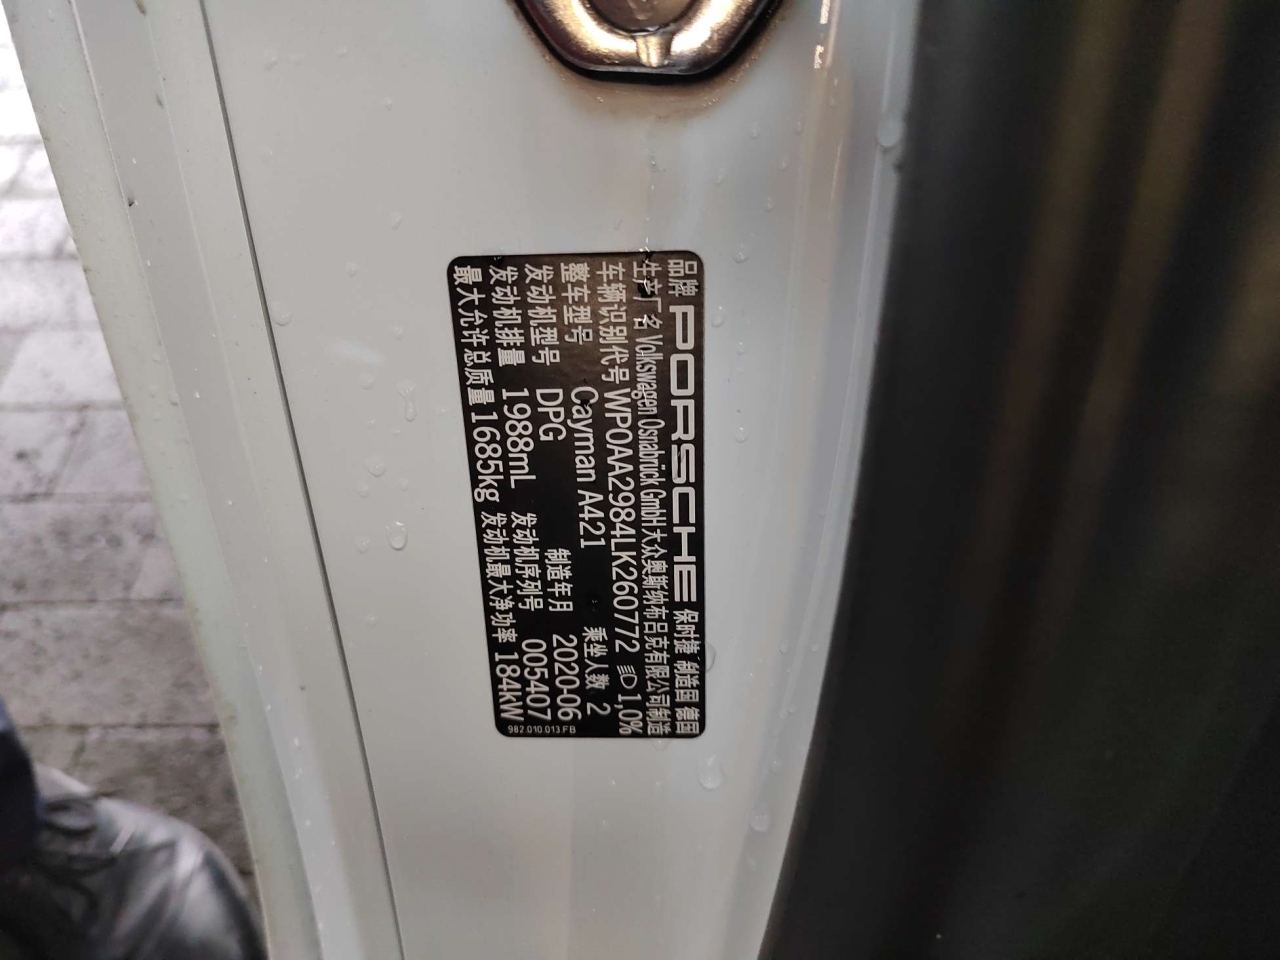 品牌 PORSCHE 保时捷 制造国 德国
生产厂名 Volkswagen Osnabrück GmbH大众奥斯纳布吕克有限公司制造
车辆识别代号 WP0AA2984LK260772 1,0%
整车型号 Cayman A421 乘坐人数 2
发动机型号 DPG 制造年月 2020-06
发动机排量 1988mL 发动机序列号 005407
最大允许总质量 1685kg 发动机最大净功率 184kW
982.010.013.FB